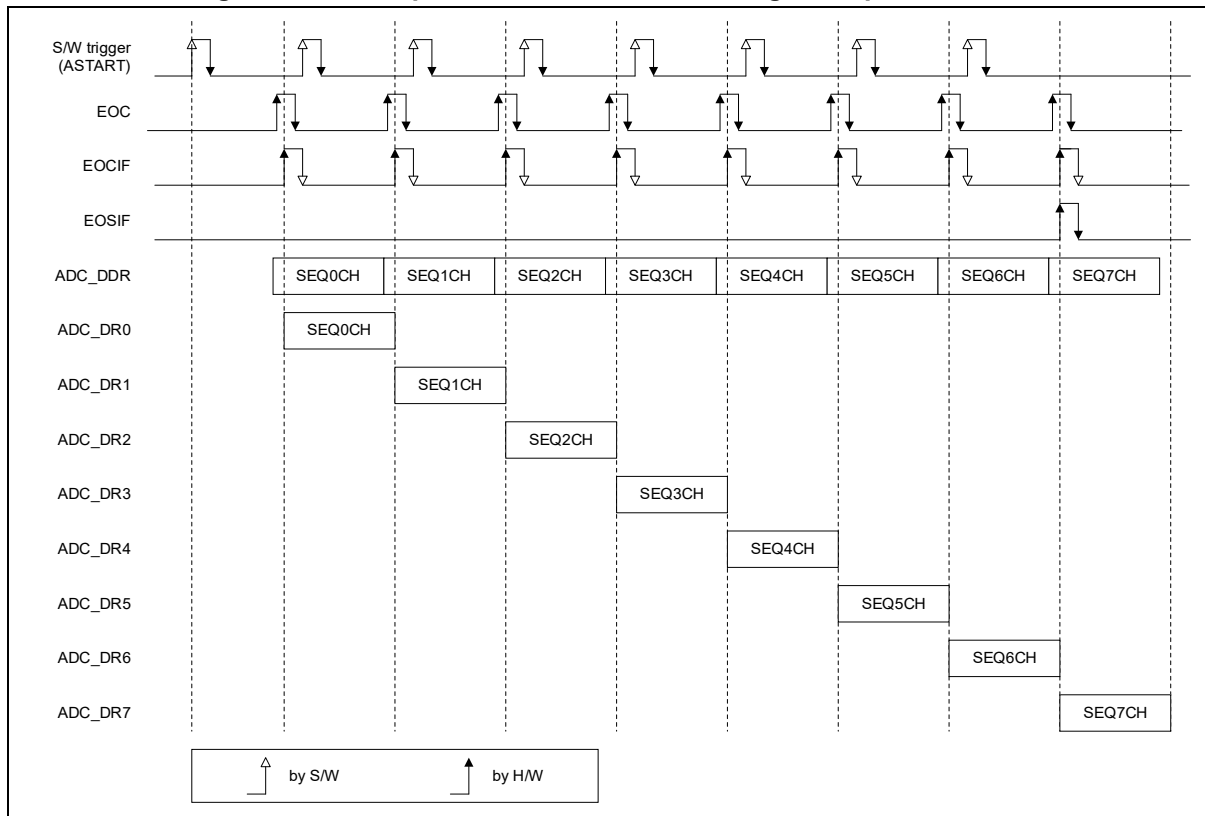 S/W trigger
(ASTART)
EOC
EOCIF
EOSIF
ADC_DDR SEQ0CH SEQ1CH SEQ2CH SEQ3CH SEQ4CH SEQ5CH SEQ6CH SEQ7CH
ADC_DR0 SEQ0CH
ADC_DR1 SEQ1CH
ADC_DR2 SEQ2CH
ADC_DR3 SEQ3CH
ADC_DR4 SEQ4CH
ADC_DR5 SEQ5CH
ADC_DR6 SEQ6CH
ADC_DR7 SEQ7CH
by S/W by H/W